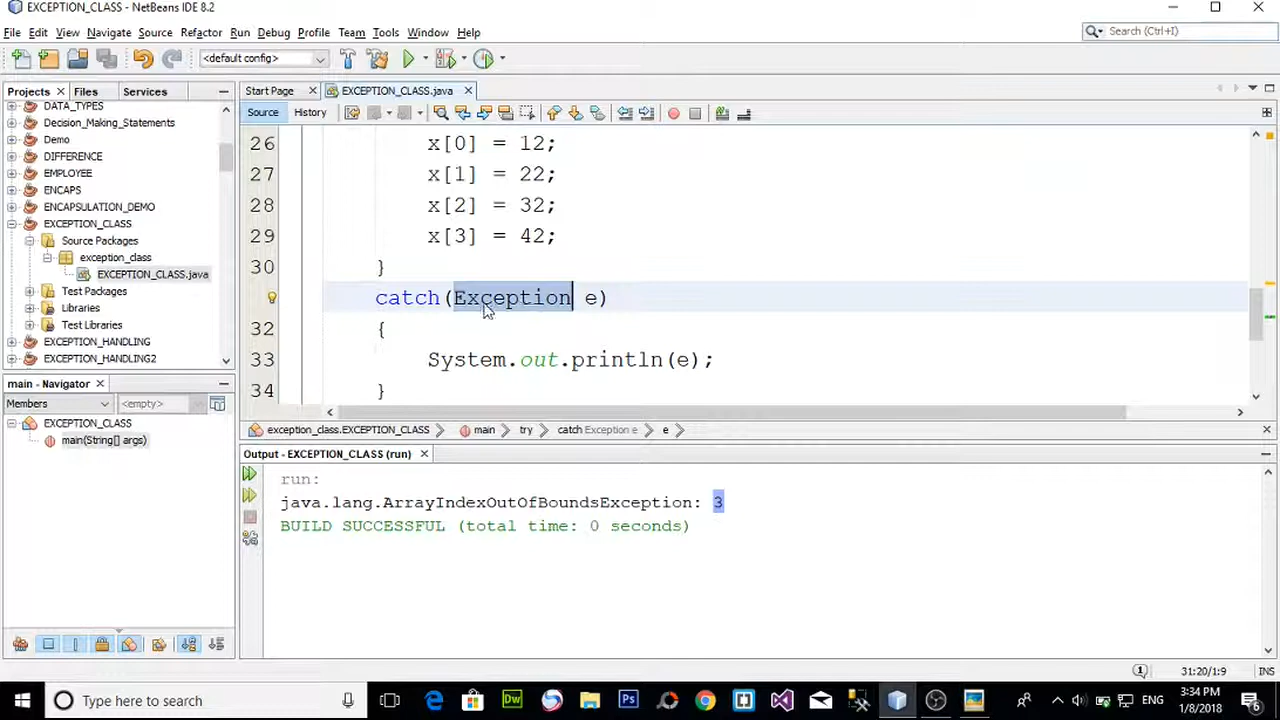 EXCEPTION_CLASS - NetBeans IDE 8.2
File Edit View Navigate Source Refactor Run Debug Profile Team Tools Window Help
Search (Ctrl+I)
<default config>
Projects Files Services
Start Page EXCEPTION_CLASS.java
Source History
DATA_TYPES
Decision_Making_Statements
Demo
DIFFERENCE
EMPLOYEE
ENCAPS
ENCAPSULATION_DEMO
EXCEPTION_CLASS
Source Packages
exception_class
EXCEPTION_CLASS.java
Test Packages
Libraries
Test Libraries
EXCEPTION_HANDLING
EXCEPTION_HANDLING2
26 x[0] = 12;
27 x[1] = 22;
28 x[2] = 32;
29 x[3] = 42;
30 }
catch(Exception e)
32 {
33 System.out.println(e);
34 }
main - Navigator
Members <empty>
EXCEPTION_CLASS
main(String[] args)
exception_class.EXCEPTION_CLASS main try catch Exception e e
Output - EXCEPTION_CLASS (run)
run:
java.lang.ArrayIndexOutOfBoundsException: 3
BUILD SUCCESSFUL (total time: 0 seconds)
31:20/1:9 INS
Type here to search
Dw
Ps
ENG
3:34 PM
1/8/2018
6